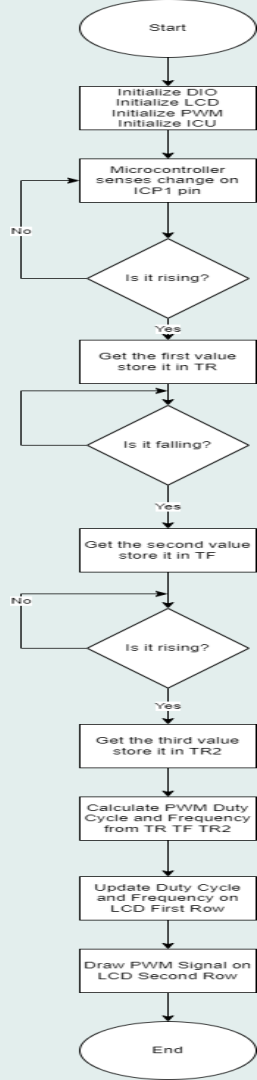 Start
Initialize DIO
Initialize LCD
Initialize PWM
Initialize ICU
Microcontroller
senses change on
ICP1 pin
No
Is it rising?
Yes
Get the first value
store it in TR
Is it falling?
Yes
Get the second value
store it in TF
No
Is it rising?
Yes
Get the third value
store it in TR2
Calculate PWM Duty
Cycle and Frequency
from TR TF TR2
Update Duty Cycle
and Frequency on
LCD First Row
Draw PWM Signal on
LCD Second Row
End